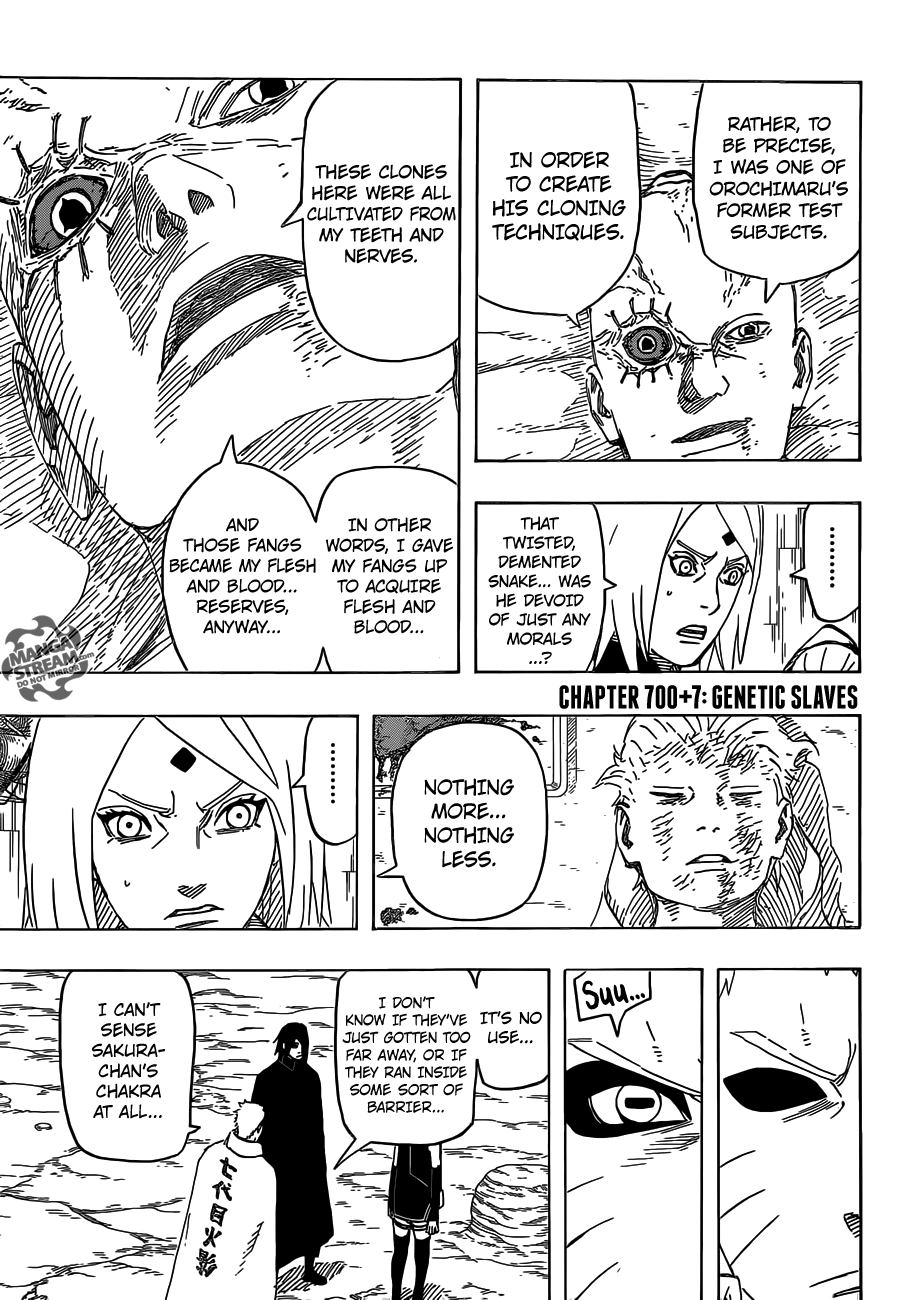 RATHER, TO
BE PRECISE,
I WAS ONE OF
OROCHIMARU'S
FORMER TEST
SUBJECTS.
IN ORDER
TO CREATE
HIS CLONING
TECHNIQUES.
THESE CLONES
HERE WERE ALL
CULTIVATED FROM
MY TEETH AND
NERVES.
IN OTHER
WORDS, I GAVE
MY FANGS UP
TO ACQUIRE
FLESH AND
BLOOD...
AND
THOSE FANGS
BECAME MY FLESH
AND BLOOD...
RESERVES,
ANYWAY...
MANGA
STREAM.com
DO NOT MIRROR
.........
THAT
TWISTED,
DEMENTED
SNAKE... WAS
HE DEVOID
OF JUST ANY
MORALS
...?
CHAPTER 700+7: GENETIC SLAVES
NOTHING
MORE...
NOTHING
LESS.
.........
Suu...
IT'S NO
USE...
I DON'T
KNOW IF THEY'VE
JUST GOTTEN TOO
FAR AWAY, OR IF
THEY RAN INSIDE
SOME SORT OF
BARRIER...
I CAN'T
SENSE
SAKURA-
CHAN'S
CHAKRA
AT ALL...
七代目火影